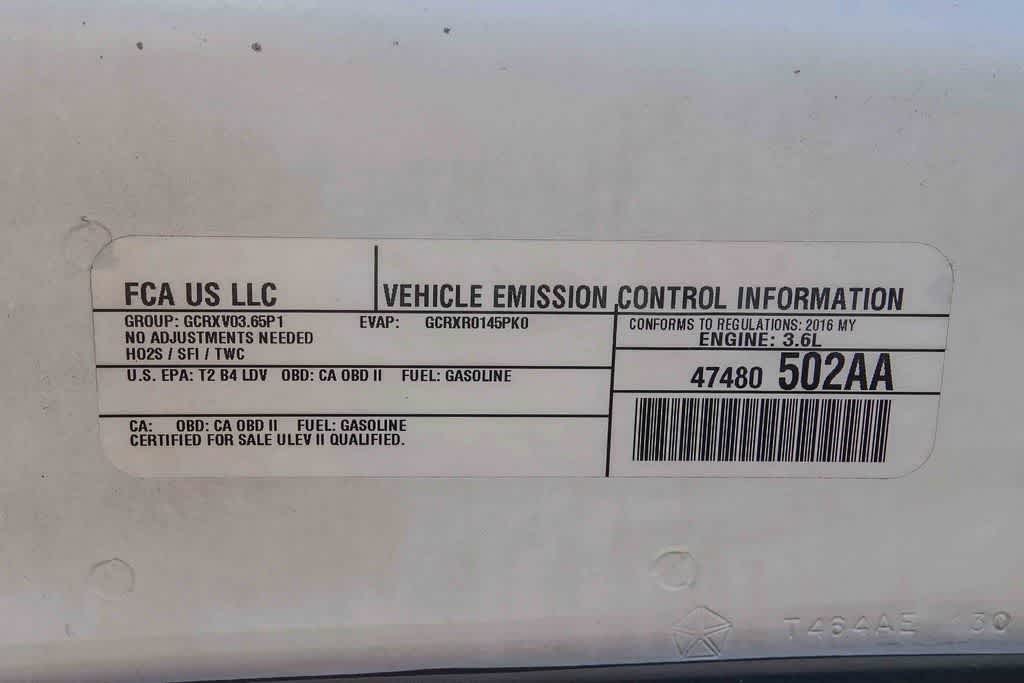 FCA US LLC
VEHICLE EMISSION CONTROL INFORMATION
GROUP: GCRXV03.65P1 EVAP: GCRXR0145PK0
NO ADJUSTMENTS NEEDED
HO2S / SFI / TWC
U.S. EPA: T2 B4 LDV OBD: CA OBD II FUEL: GASOLINE
CA: OBD: CA OBD II FUEL: GASOLINE
CERTIFIED FOR SALE ULEV II QUALIFIED.
CONFORMS TO REGULATIONS: 2016 MY
ENGINE: 3.6L
47480 502AA
T464AE 130